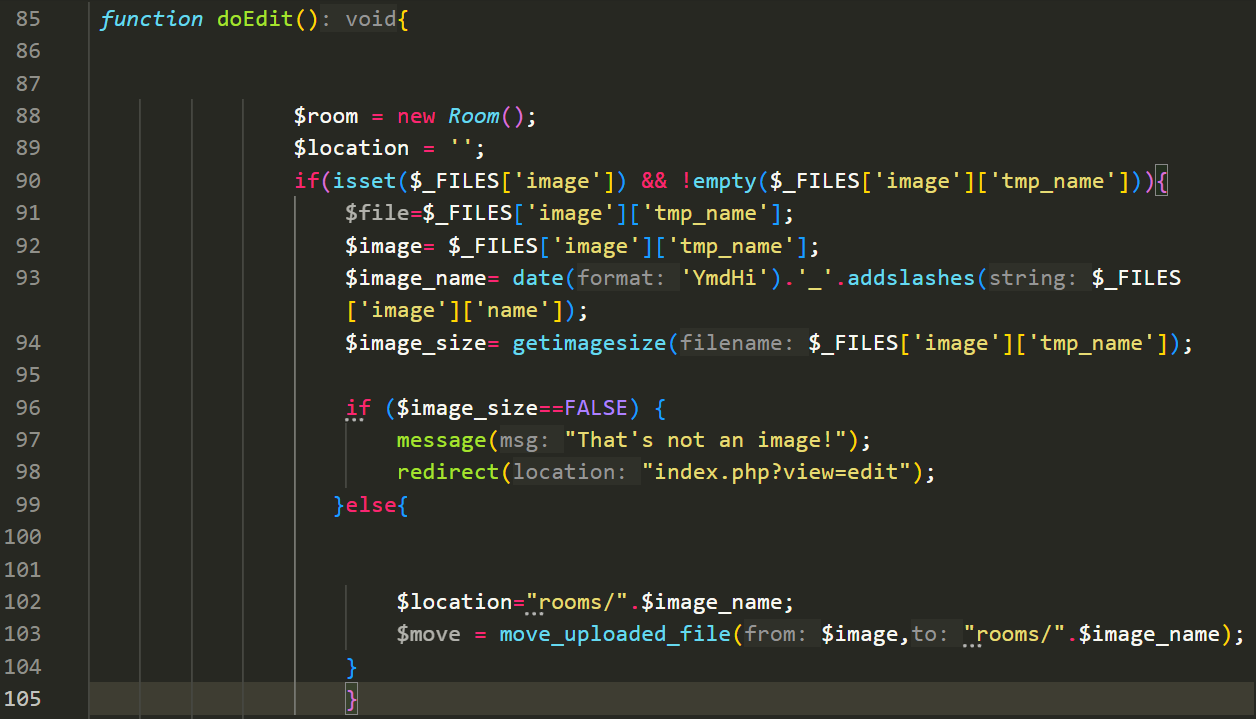 85 function doEdit(): void{
86
87
88 $room = new Room();
89 $location = '';
90 if(isset($_FILES['image']) && !empty($_FILES['image']['tmp_name'])){
91 $file=$_FILES['image']['tmp_name'];
92 $image= $_FILES['image']['tmp_name'];
93 $image_name= date(format: 'YmdHi').'_'.addslashes(string: $_FILES
['image']['name']);
94 $image_size= getimagesize(filename: $_FILES['image']['tmp_name']);
95
96 if ($image_size==FALSE) {
97 message(msg: "That's not an image!");
98 redirect(location: "index.php?view=edit");
99 }else{
100
101
102 $location="rooms/".$image_name;
103 $move = move_uploaded_file(from: $image,to: "rooms/".$image_name);
104 }
105 }